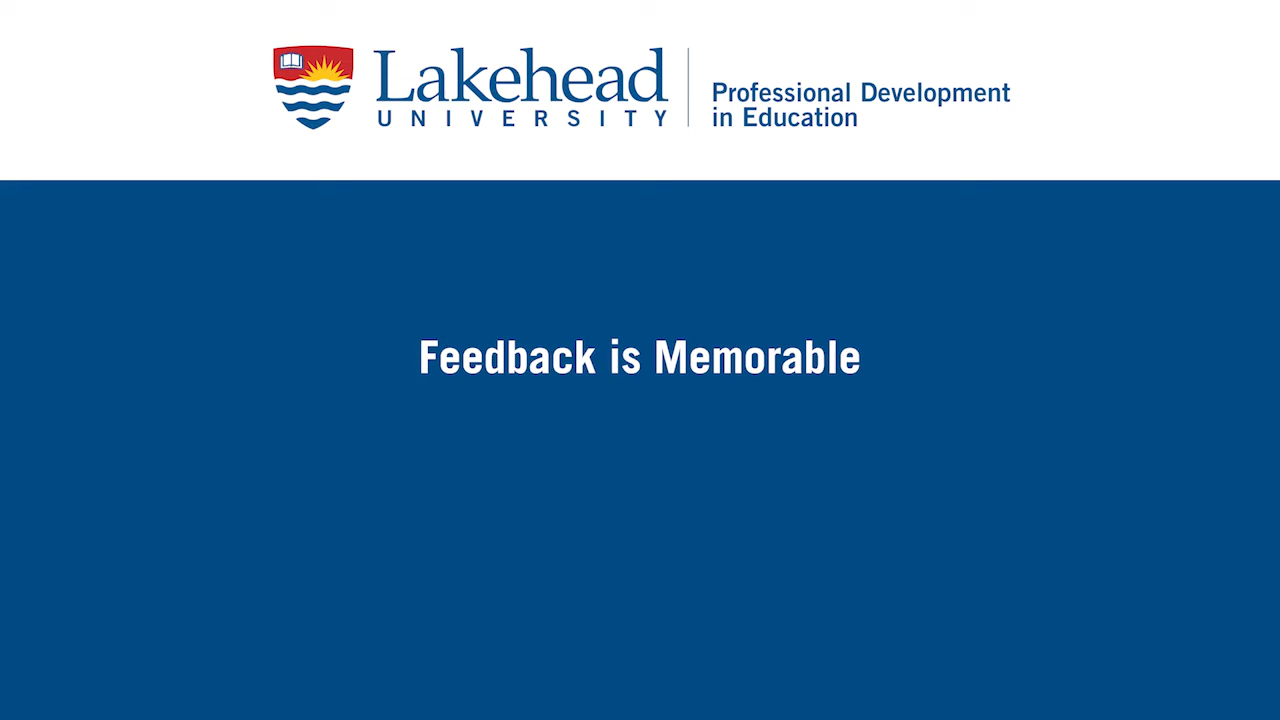 Lakehead
UNIVERSITY
Professional Development
in Education
Feedback is Memorable